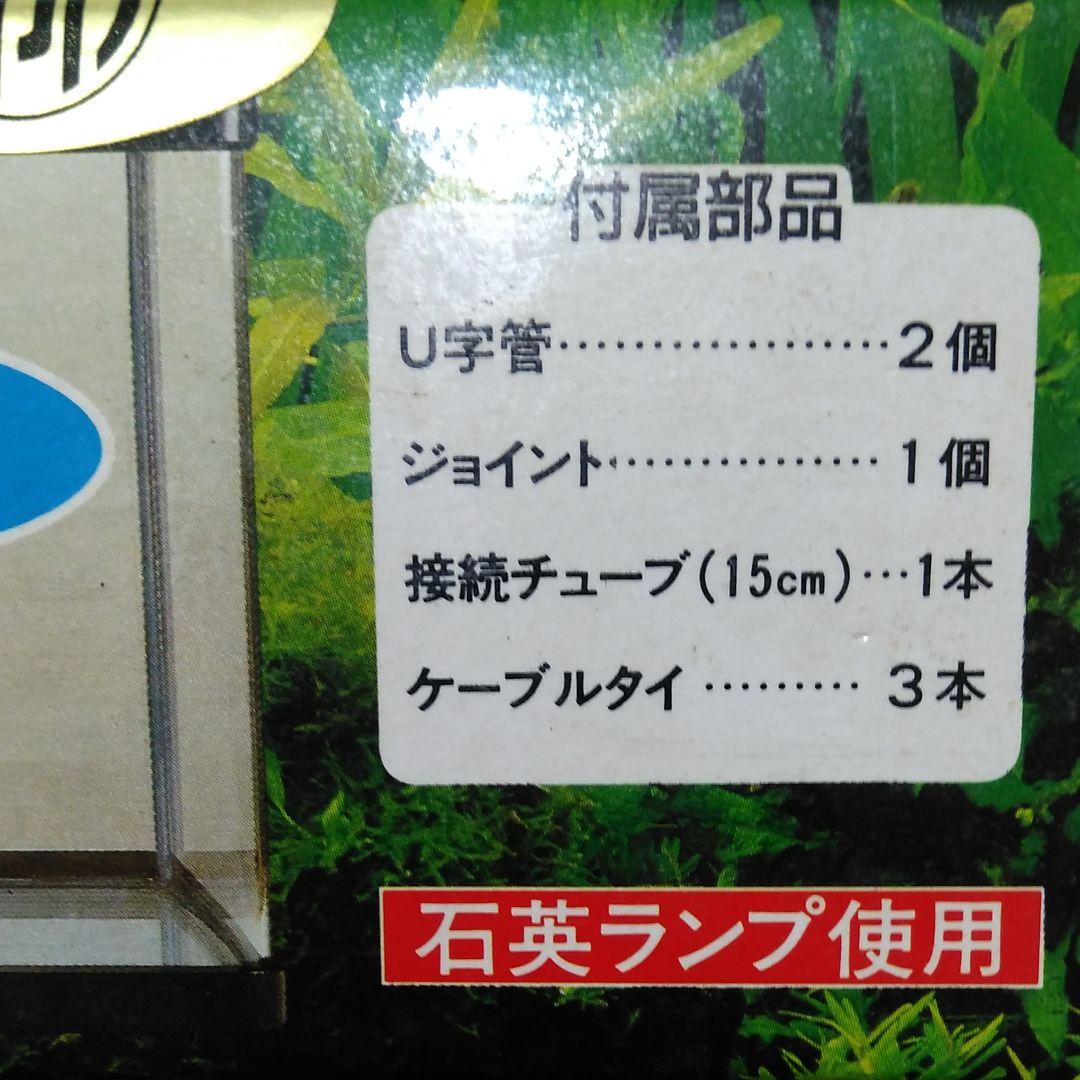 付属部品
U字管･･････････････････2個
ジョイント･･･････････････1個
接続チューブ(15cm)･･･1本
ケーブルタイ･････････3本
石英ランプ使用